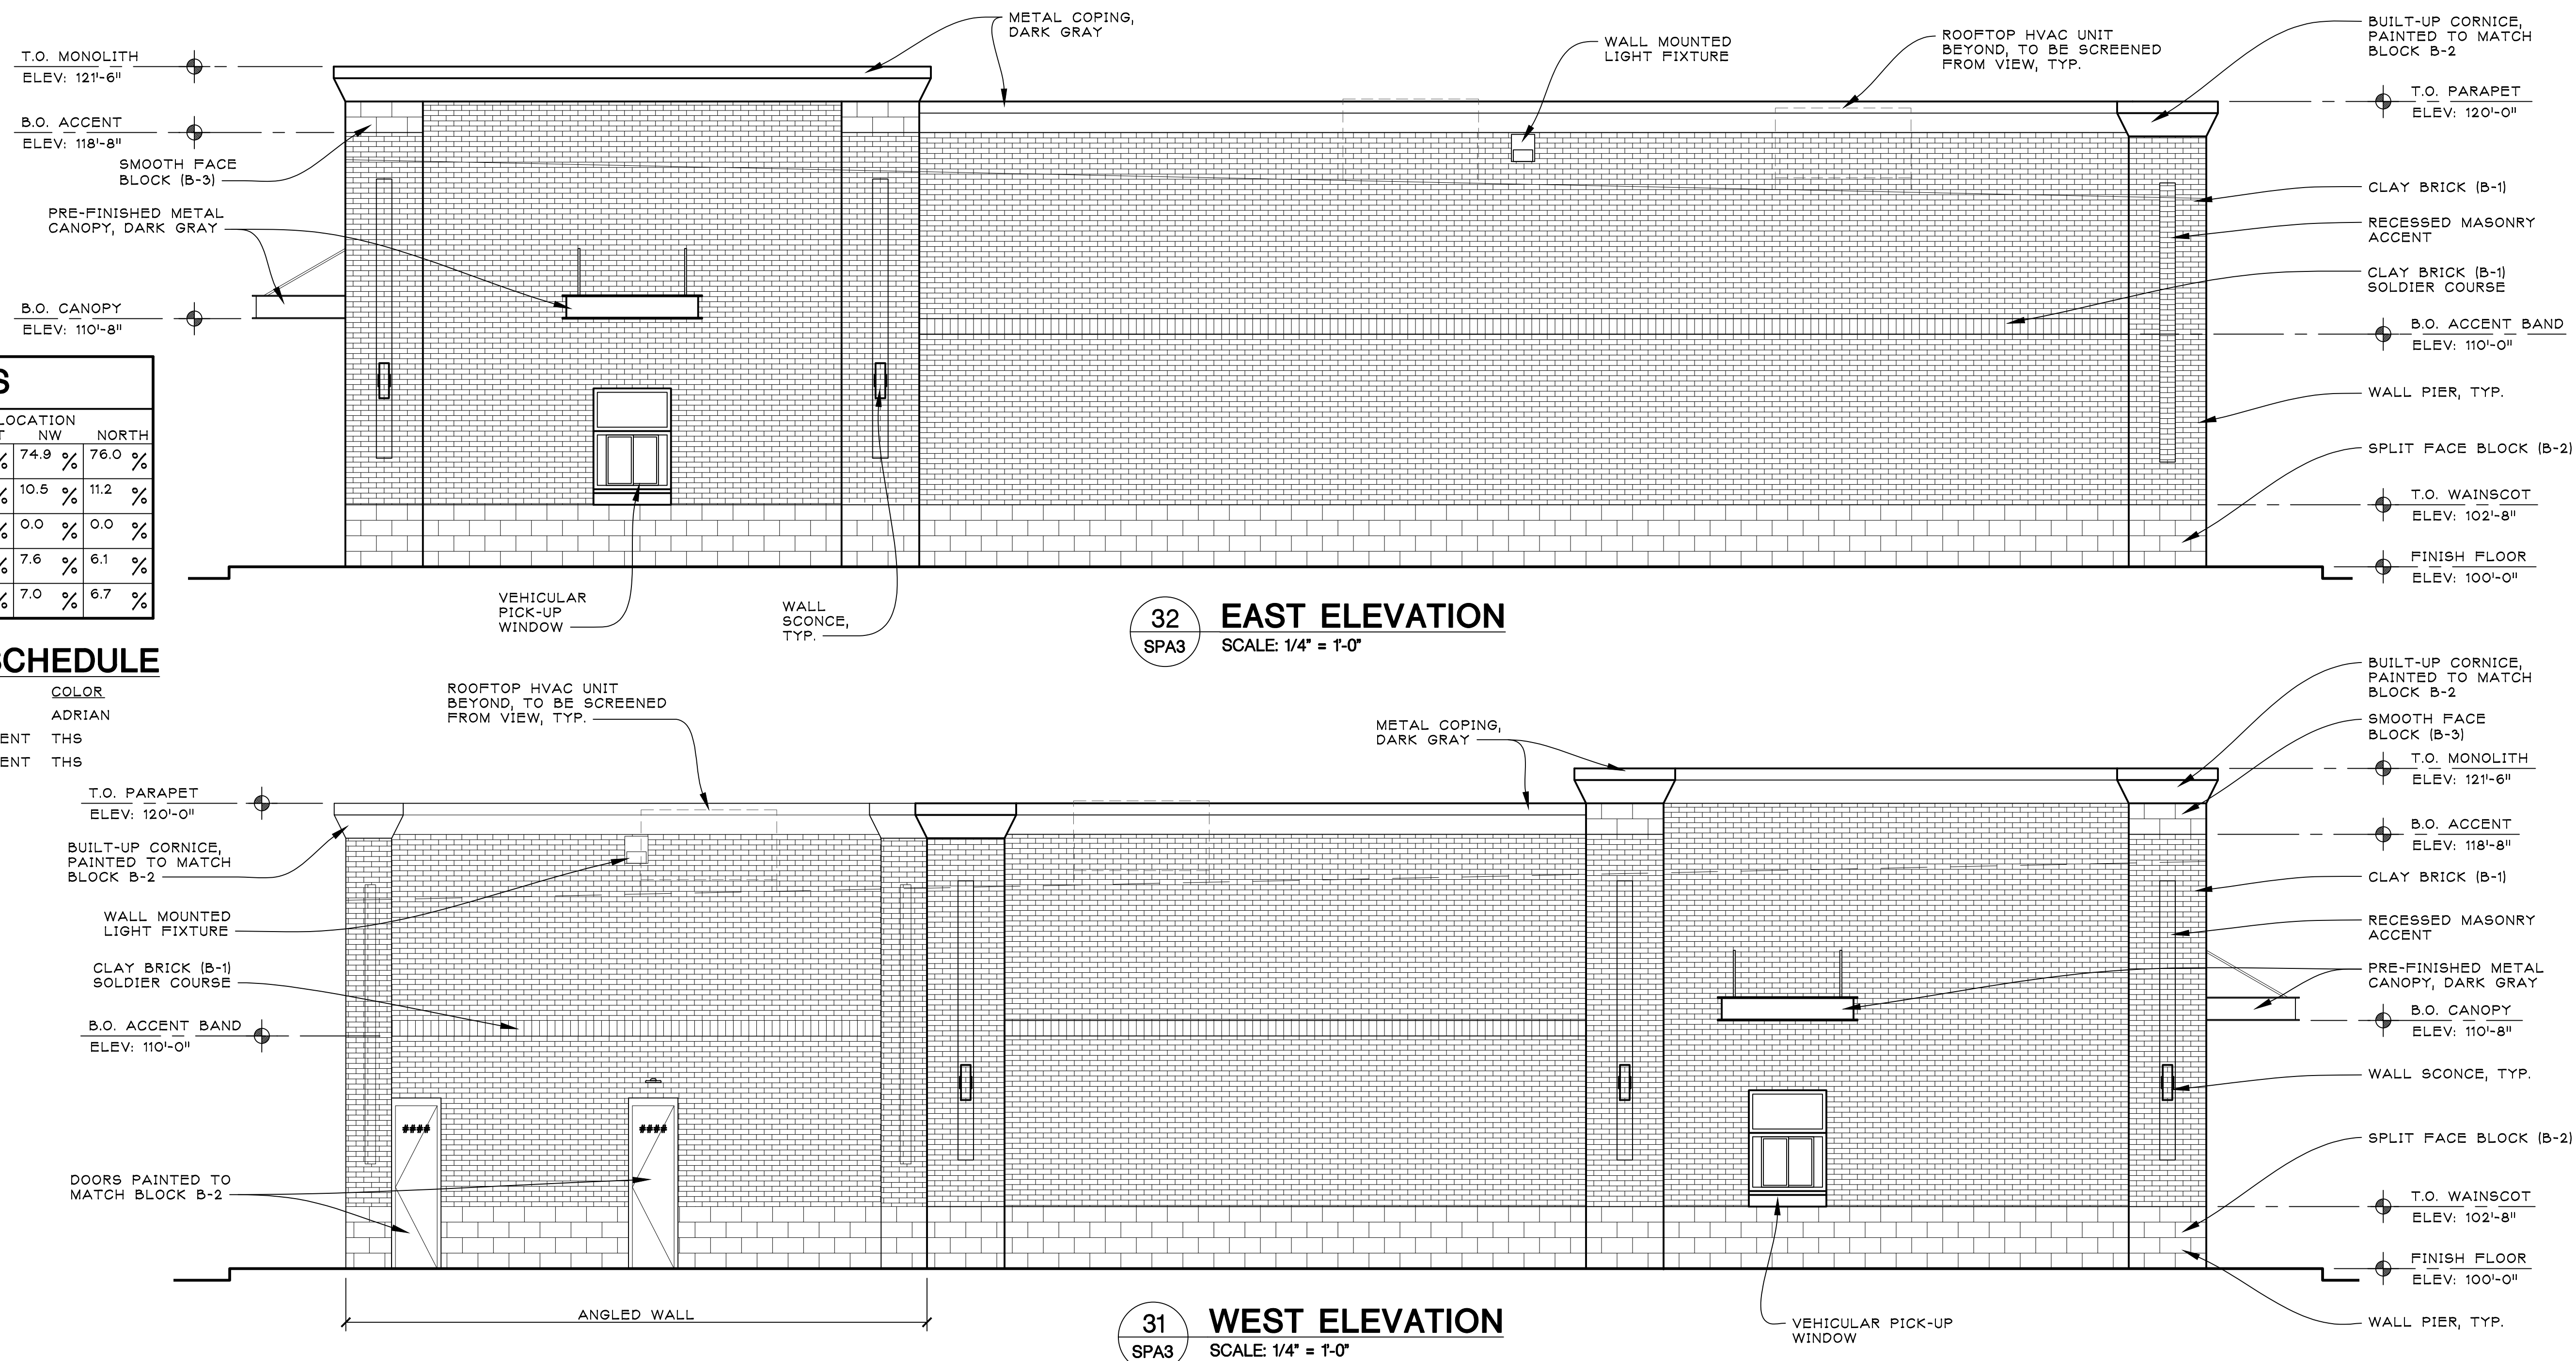 METAL COPING,
DARK GRAY
WALL MOUNTED
LIGHT FIXTURE
ROOFTOP HVAC UNIT
BEYOND, TO BE SCREENED
FROM VIEW, TYP.
BUILT-UP CORNICE,
PAINTED TO MATCH
BLOCK B-2
T.O. MONOLITH
ELEV: 121'-6"
B.O. ACCENT
ELEV: 118'-8"
SMOOTH FACE
BLOCK (B-3)
PRE-FINISHED METAL
CANOPY, DARK GRAY
B.O. CANOPY
ELEV: 110'-8"
T.O. PARAPET
ELEV: 120'-0"
CLAY BRICK (B-1)
RECESSED MASONRY
ACCENT
CLAY BRICK (B-1)
SOLDIER COURSE
B.O. ACCENT BAND
ELEV: 110'-0"
WALL PIER, TYP.
SPLIT FACE BLOCK (B-2)
T.O. WAINSCOT
ELEV: 102'-8"
FINISH FLOOR
ELEV: 100'-0"
S
LOCATION
T NW NORTH
% 74.9 % 76.0 %
% 10.5 % 11.2 %
% 0.0 % 0.0 %
% 7.6 % 6.1 %
% 7.0 % 6.7 %
VEHICULAR
PICK-UP
WINDOW
WALL
SCONCE,
TYP.
32
SPA3
EAST ELEVATION
SCALE: 1/4" = 1'-0"
SCHEDULE
COLOR
ADRIAN
ENT THS
ENT THS
ROOFTOP HVAC UNIT
BEYOND, TO BE SCREENED
FROM VIEW, TYP.
METAL COPING,
DARK GRAY
T.O. PARAPET
ELEV: 120'-0"
BUILT-UP CORNICE,
PAINTED TO MATCH
BLOCK B-2
WALL MOUNTED
LIGHT FIXTURE
CLAY BRICK (B-1)
SOLDIER COURSE
B.O. ACCENT BAND
ELEV: 110'-0"
DOORS PAINTED TO
MATCH BLOCK B-2
####
####
BUILT-UP CORNICE,
PAINTED TO MATCH
BLOCK B-2
SMOOTH FACE
BLOCK (B-3)
T.O. MONOLITH
ELEV: 121'-6"
B.O. ACCENT
ELEV: 118'-8"
CLAY BRICK (B-1)
RECESSED MASONRY
ACCENT
PRE-FINISHED METAL
CANOPY, DARK GRAY
B.O. CANOPY
ELEV: 110'-8"
WALL SCONCE, TYP.
SPLIT FACE BLOCK (B-2)
T.O. WAINSCOT
ELEV: 102'-8"
FINISH FLOOR
ELEV: 100'-0"
WALL PIER, TYP.
ANGLED WALL
VEHICULAR PICK-UP
WINDOW
31
SPA3
WEST ELEVATION
SCALE: 1/4" = 1'-0"